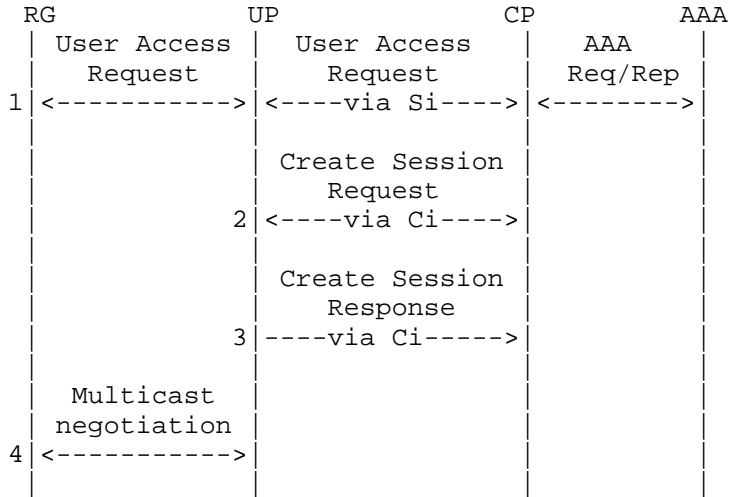 RG UP CP AAA
User Access User Access AAA
Request Request Req/Rep
1 <-----------> <----via Si----> <-------->
Create Session
Request
2 <----via Ci---->
Create Session
Response
3 ----via Ci----->
Multicast
negotiation
4 <----------->